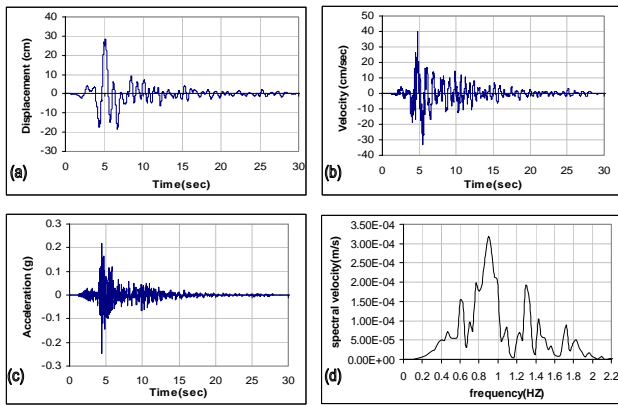 Displacement (cm)
40
30
20
10
0
-10
-20
-30
0 5 10 15 20 25 30
Time(sec)
(a)
Velocity (cm/sec)
50
40
30
20
10
0
-10
-20
-30
-40
0 5 10 15 20 25 30
Time(sec)
(b)
Acceleration (g)
0.3
0.2
0.1
0
-0.1
-0.2
-0.3
0 5 10 15 20 25 30
Time(sec)
(c)
spectral velocity(m/s)
3.50E-04
3.00E-04
2.50E-04
2.00E-04
1.50E-04
1.00E-04
5.00E-05
0.00E+00
0 0.2 0.4 0.6 0.8 1 1.2 1.4 1.6 1.8 2 2.2
frequency(HZ)
(d)